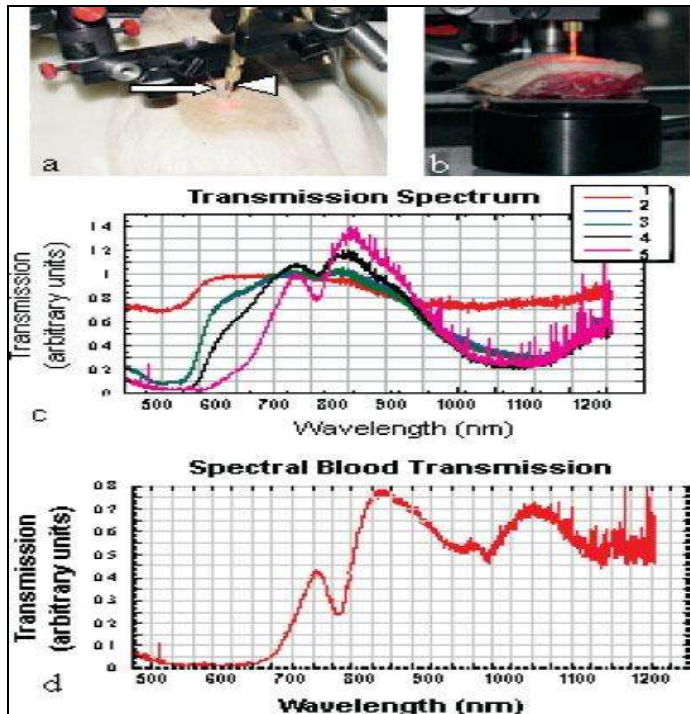 a
b
Transmission Spectrum
1
2
3
4
5
Transmission
(arbitrary units)
1.4
1.2
1
0.8
0.6
0.4
0.2
0
500 600 700 800 900 1000 1100 1200
c
Wavelength (nm)
Spectral Blood Transmission
Transmission
(arbitrary units)
0.8
0.7
0.6
0.5
0.4
0.3
0.2
0.1
0
500 600 700 800 900 1000 1100 1200
d
Wavelength (nm)